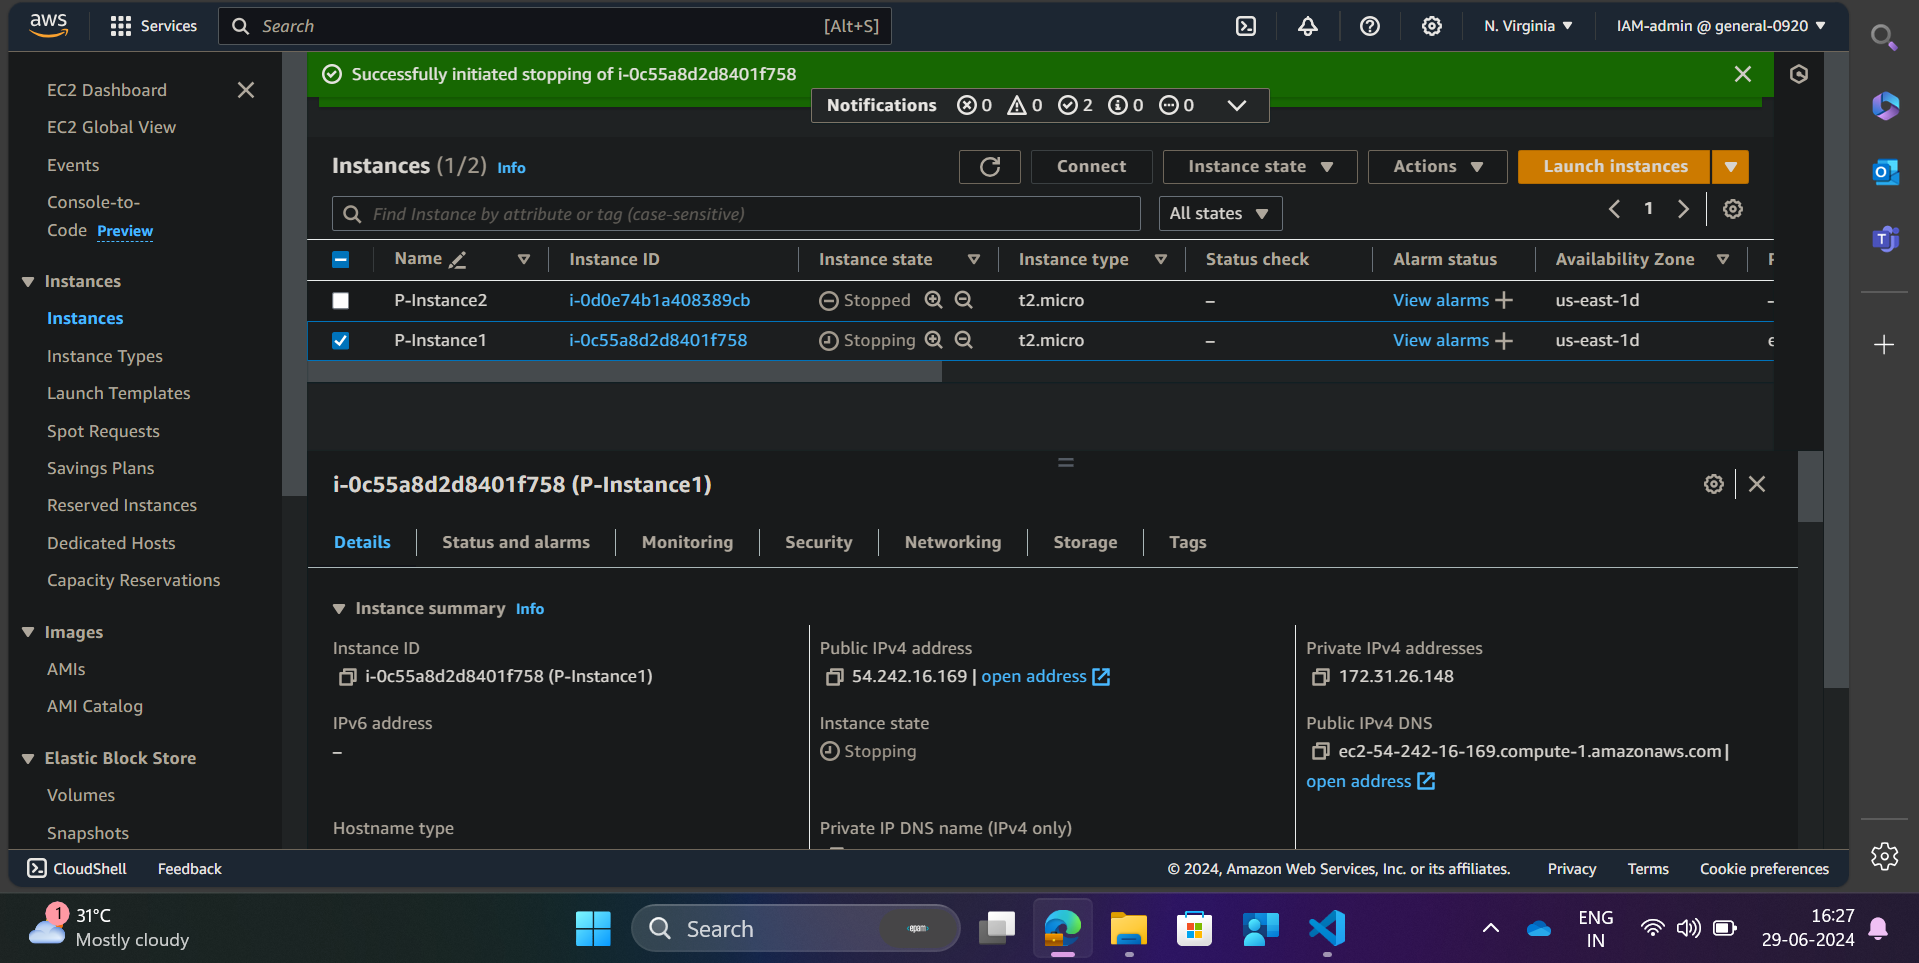 aws
Services
Search
[Alt+S]
N. Virginia
IAM-admin @ general-0920
EC2 Dashboard
EC2 Global View
Events
Console-to-
Code Preview
Instances
Instances
Instance Types
Launch Templates
Spot Requests
Savings Plans
Reserved Instances
Dedicated Hosts
Capacity Reservations
Images
AMIs
AMI Catalog
Elastic Block Store
Volumes
Snapshots
Successfully initiated stopping of i-0c55a8d2d8401f758
Notifications 0 0 2 0 0
Instances (1/2) Info
Connect
Instance state
Actions
Launch instances
Find Instance by attribute or tag (case-sensitive)
All states
1
Name Instance ID Instance state Instance type Status check Alarm status Availability Zone
P-Instance2 i-0d0e74b1a408389cb Stopped t2.micro – View alarms + us-east-1d –
P-Instance1 i-0c55a8d2d8401f758 Stopping t2.micro – View alarms + us-east-1d
i-0c55a8d2d8401f758 (P-Instance1)
Details Status and alarms Monitoring Security Networking Storage Tags
Instance summary Info
Instance ID
i-0c55a8d2d8401f758 (P-Instance1)
Public IPv4 address
54.242.16.169 | open address
Private IPv4 addresses
172.31.26.148
IPv6 address
–
Instance state
Stopping
Public IPv4 DNS
ec2-54-242-16-169.compute-1.amazonaws.com |
open address
Hostname type
Private IP DNS name (IPv4 only)
CloudShell Feedback
© 2024, Amazon Web Services, Inc. or its affiliates. Privacy Terms Cookie preferences
1
31°C
Mostly cloudy
Search
epam
ENG
IN
16:27
29-06-2024